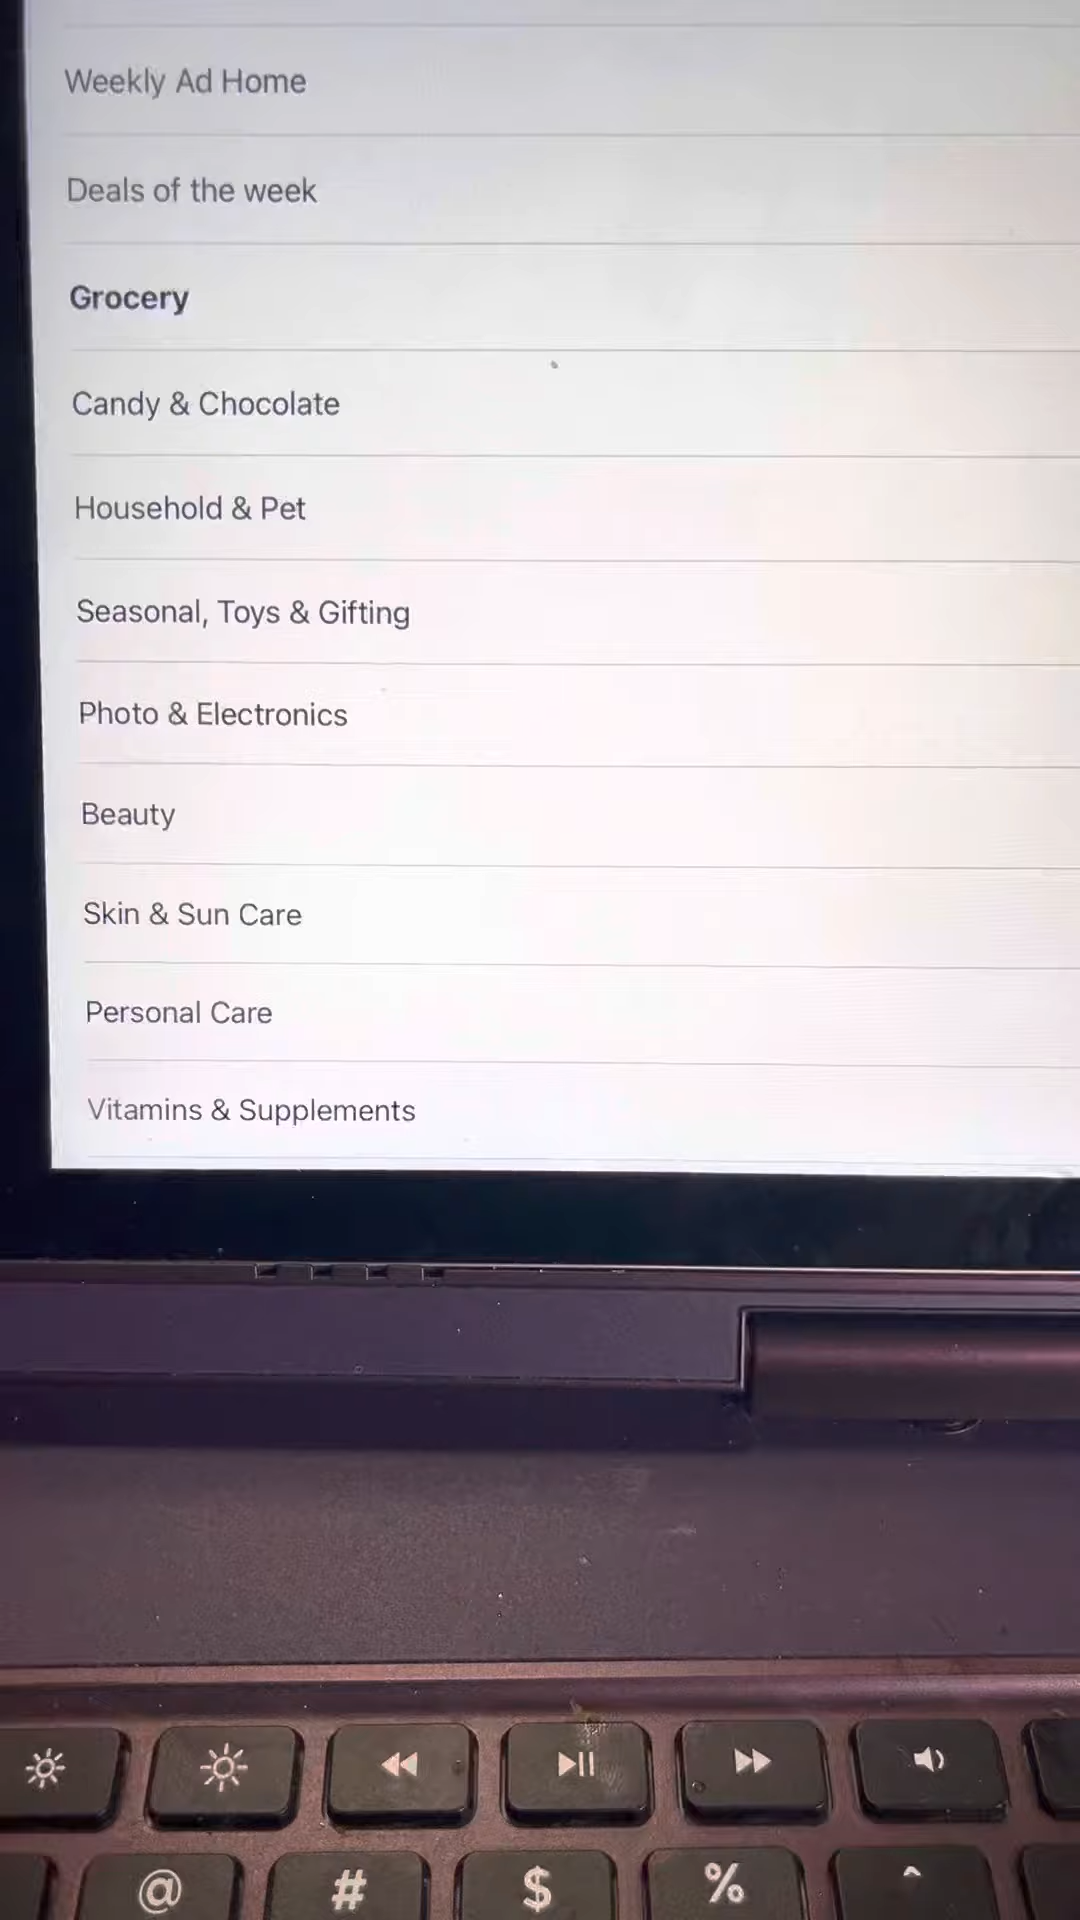 Weekly Ad Home
Deals of the week
Grocery
Candy & Chocolate
Household & Pet
Seasonal, Toys & Gifting
Photo & Electronics
Beauty
Skin & Sun Care
Personal Care
Vitamins & Supplements
@ # $ % ^